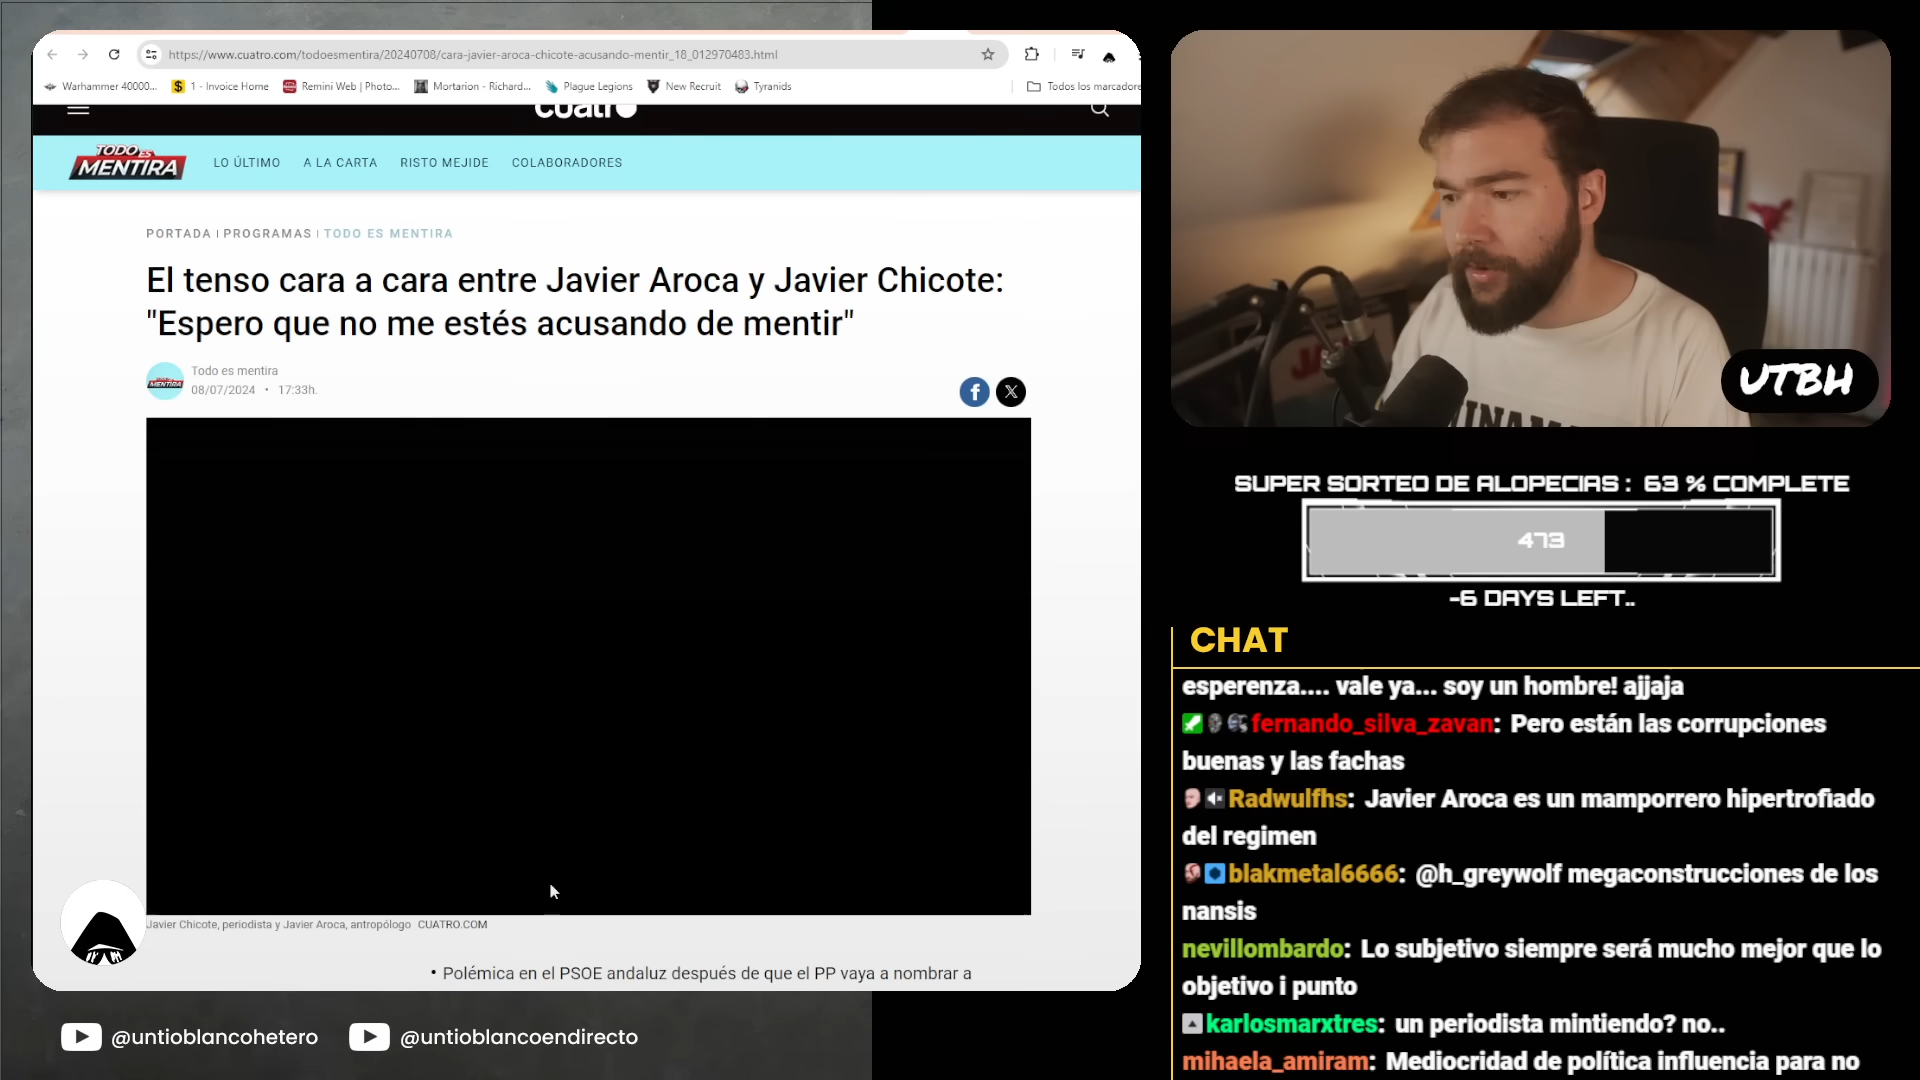 https://www.cuatro.com/todoesmentira/20240708/cara-javier-aroca-chicote-acusando-mentir_18_012970483.html
Warhammer 40000...
1 - Invoice Home
Remini Web | Photo...
Mortarion - Richard...
Plague Legions
New Recruit
Tyranids
Todos los marcadore
cuatro
TODO ES MENTIRA
LO ÚLTIMO
A LA CARTA
RISTO MEJIDE
COLABORADORES
PORTADA | PROGRAMAS | TODO ES MENTIRA
El tenso cara a cara entre Javier Aroca y Javier Chicote:
"Espero que no me estés acusando de mentir"
Todo es mentira
08/07/2024 • 17:33h.
Javier Chicote, periodista y Javier Aroca, antropólogo CUATRO.COM
• Polémica en el PSOE andaluz después de que el PP vaya a nombrar a
@untioblancohetero
@untioblancoendirecto
UTBH
SUPER SORTEO DE ALOPECIAS : 63 % COMPLETE
473
-6 DAYS LEFT..
CHAT
esperenza.... vale ya... soy un hombre! ajjaja
fernando_silva_zavan: Pero están las corrupciones
buenas y las fachas
Radwulfhs: Javier Aroca es un mamporrero hipertrofiado
del regimen
blakmetal6666: @h_greywolf megaconstrucciones de los
nansis
nevillombardo: Lo subjetivo siempre será mucho mejor que lo
objetivo i punto
karlosmarxtres: un periodista mintiendo? no..
mihaela_amiram: Mediocridad de política influencia para no